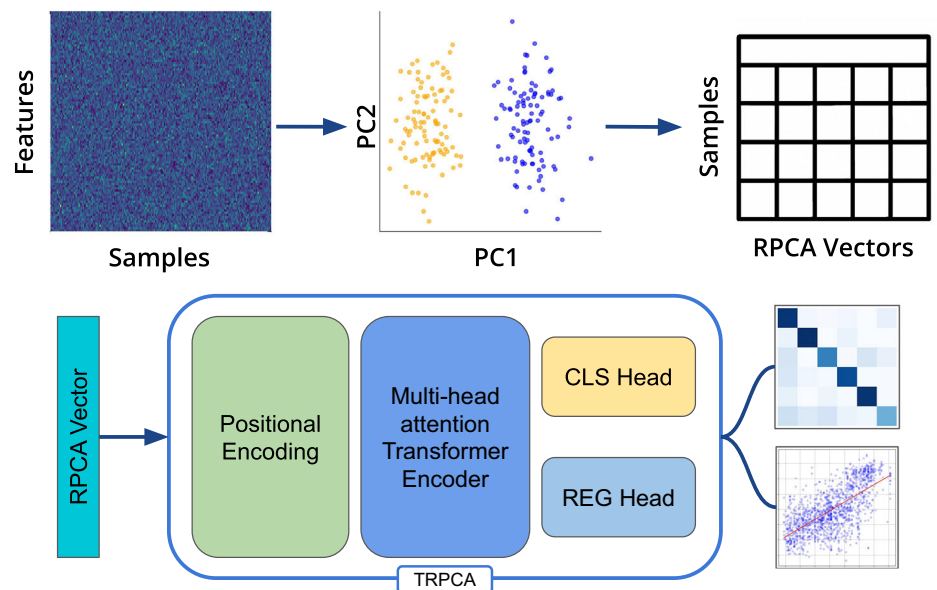 Features
Samples
PC2
PC1
Samples
RPCA Vectors
RPCA Vector
Positional
Encoding
Multi-head
attention
Transformer
Encoder
CLS Head
REG Head
TRPCA